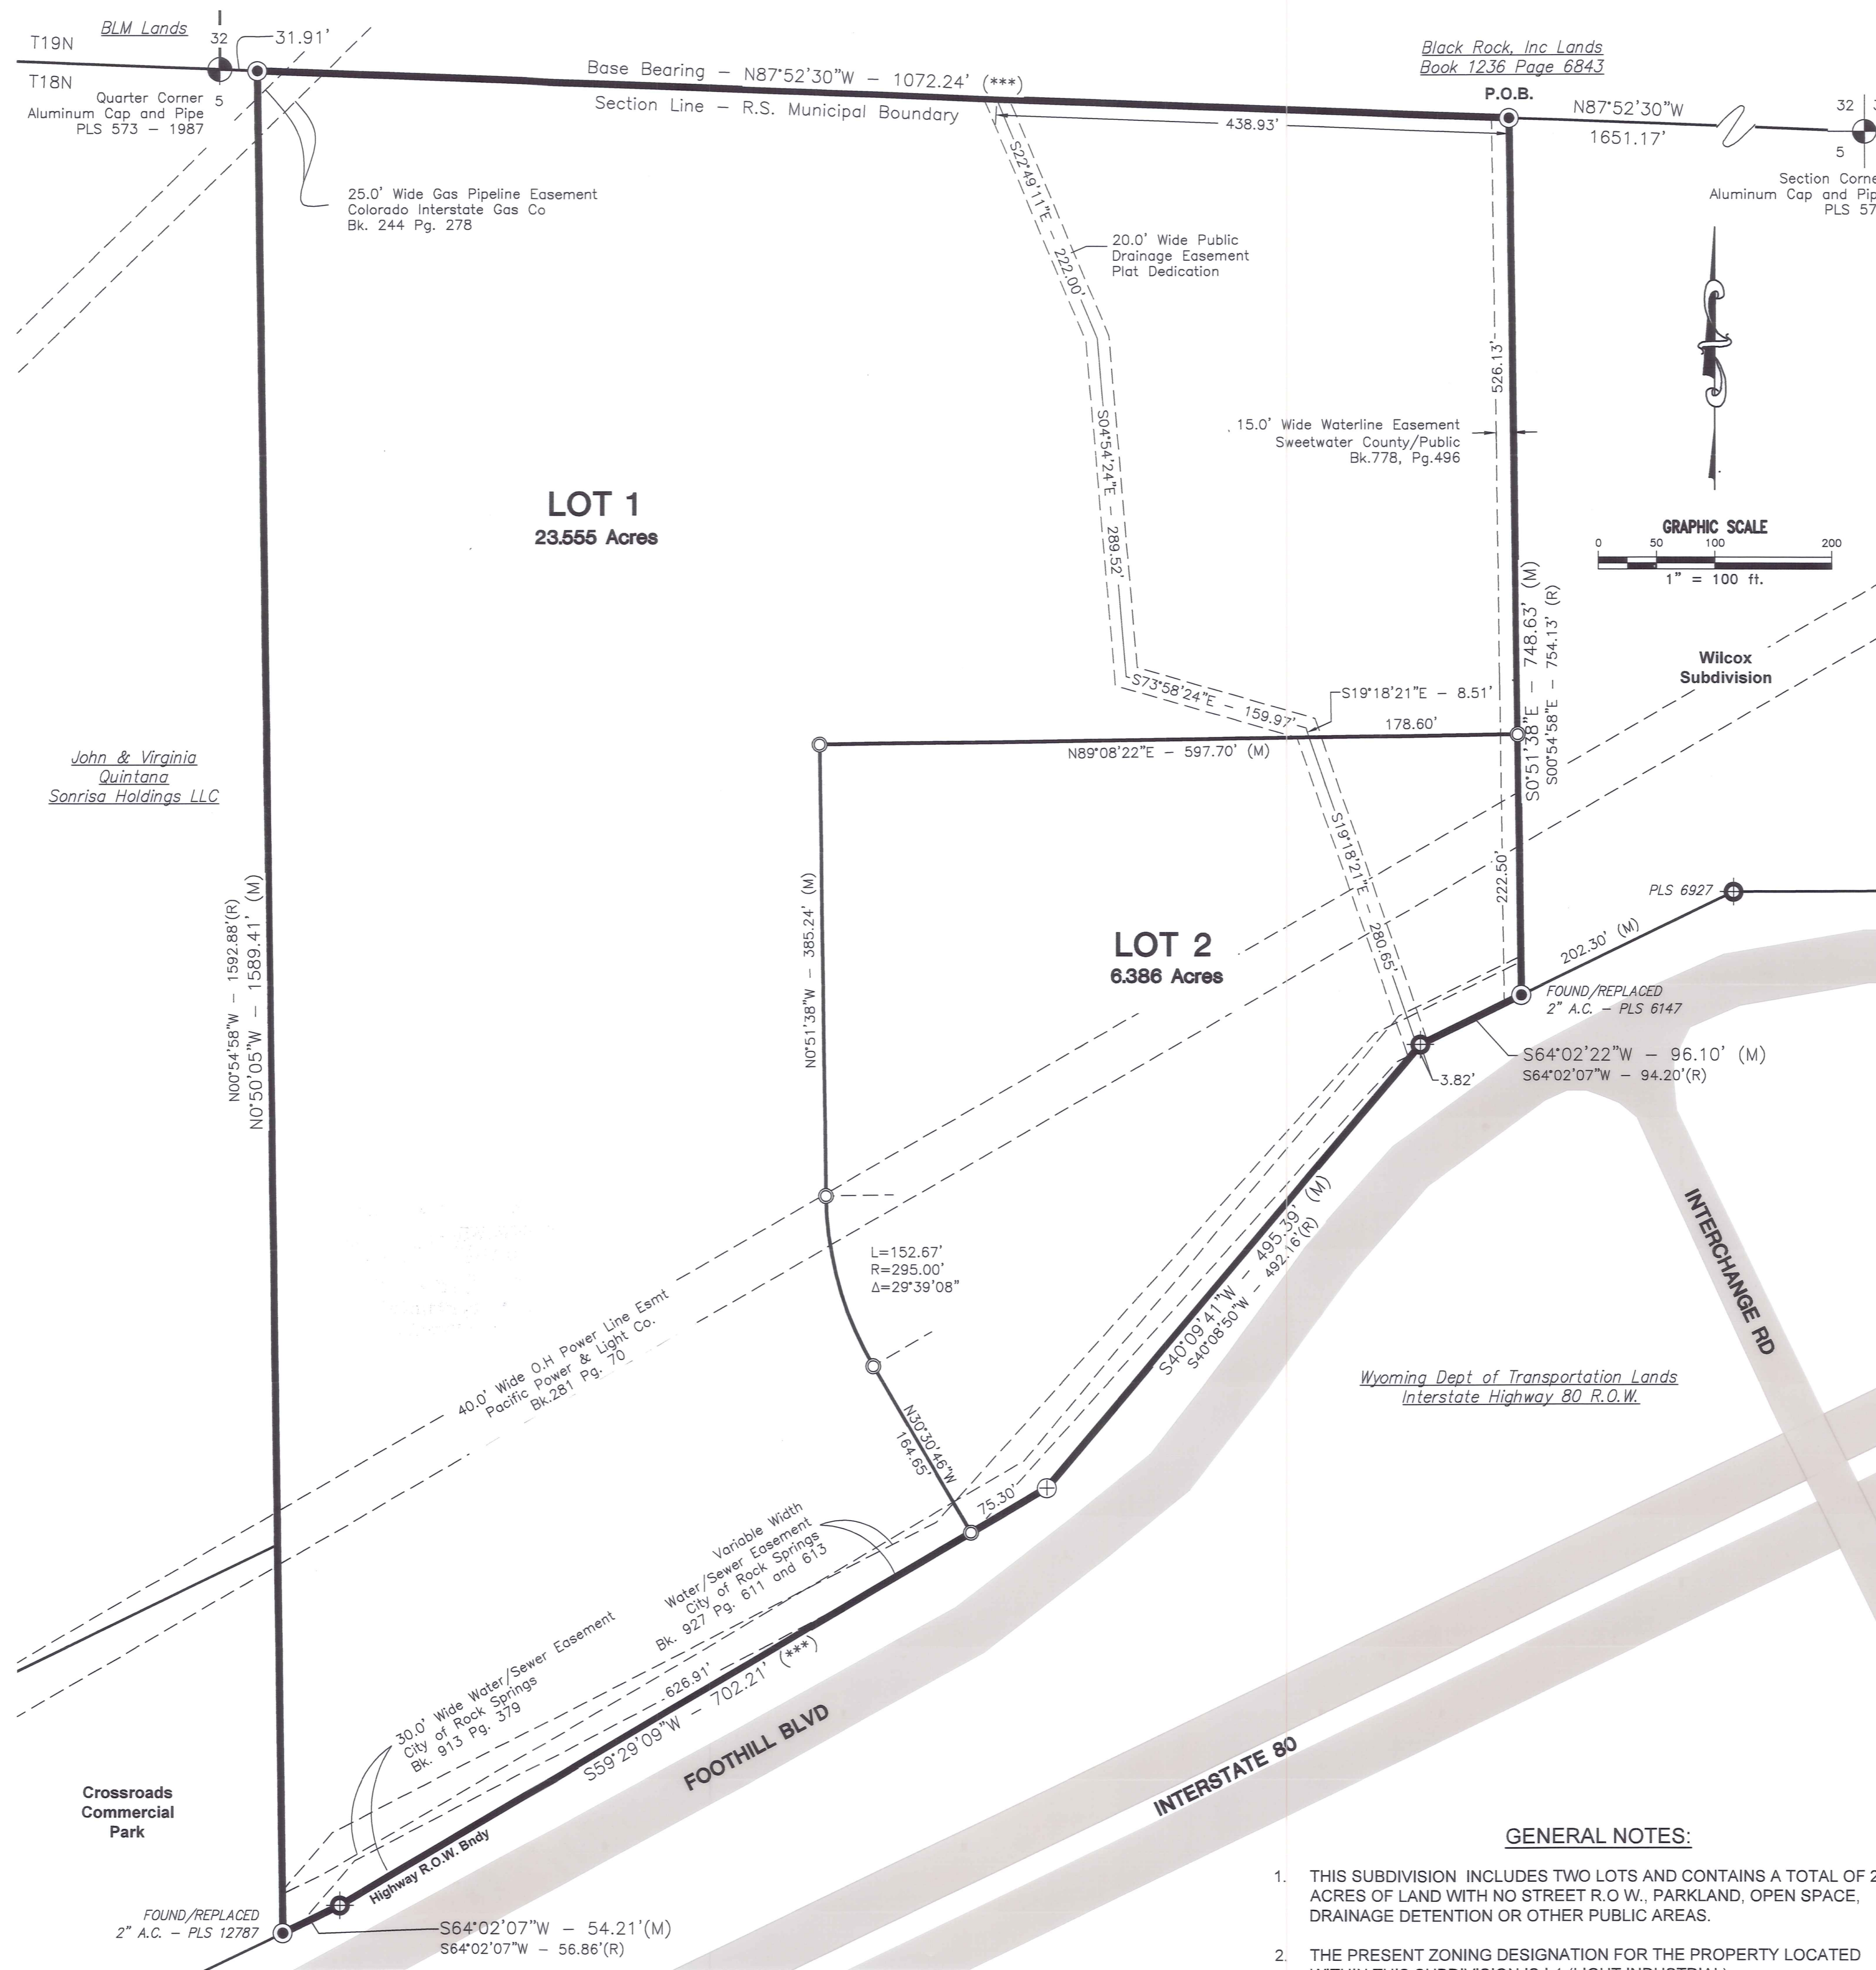 BLM Lands
T19N
T18N
32
5
31.91'
Quarter Corner
Aluminum Cap and Pipe
PLS 573 – 1987
Base Bearing – N87°52'30"W – 1072.24' (***)
Section Line – R.S. Municipal Boundary
438.93'
Black Rock, Inc Lands
Book 1236 Page 6843
P.O.B.
N87°52'30"W
1651.17'
32
5
Section
Aluminum Cap and
PLS
25.0' Wide Gas Pipeline Easement
Colorado Interstate Gas Co
Bk. 244 Pg. 278
S22°49'11"E – 222.00'
20.0' Wide Public
Drainage Easement
Plat Dedication
526.13'
15.0' Wide Waterline Easement
Sweetwater County/Public
Bk.778, Pg.496
S04°54'24"E – 289.52'
LOT 1
23.555 Acres
GRAPHIC SCALE
0 50 100 200
1" = 100 ft.
S0°51'38"E – 748.63' (M)
S00°54'58"E – 754.13' (R)
Wilcox
Subdivision
S73°58'24"E – 159.97'
S19°18'21"E – 8.51'
178.60'
N89°08'22"E – 597.70' (M)
John & Virginia
Quintana
Sonrisa Holdings LLC
N00°54'58"W – 1592.88'(R)
N0°50'05"W – 1589.41' (M)
N0°51'38"W – 385.24' (M)
S19°18'21"E – 280.65'
222.50'
LOT 2
6.386 Acres
PLS 6927
202.30' (M)
FOUND/REPLACED
2" A.C. – PLS 6147
S64°02'22"W – 96.10' (M)
S64°02'07"W – 94.20'(R)
3.82'
L=152.67'
R=295.00'
Δ=29°39'08"
S40°09'41"W – 495.39' (M)
S40°08'50"W – 492.16'(R)
INTERCHANGE RD
40.0' Wide O.H Power Line Esmt
Pacific Power & Light Co.
Bk.281 Pg. 70
Wyoming Dept of Transportation Lands
Interstate Highway 80 R.O.W.
N30°30'46"W
164.65'
75.30'
Variable Width
Water/Sewer Easement
City of Rock Springs
Bk. 927 Pg. 611 and 613
30.0' Wide Water/Sewer Easement
City of Rock Springs
Bk. 913 Pg. 379
626.91'
S59°29'09"W – 702.21' (***)
FOOTHILL BLVD
INTERSTATE 80
Highway R.O.W. Bndy
Crossroads
Commercial
Park
FOUND/REPLACED
2" A.C. – PLS 12787
S64°02'07"W – 54.21'(M)
S64°02'07"W – 56.86'(R)
GENERAL NOTES:
1. THIS SUBDIVISION INCLUDES TWO LOTS AND CONTAINS A TOTAL OF
ACRES OF LAND WITH NO STREET R.O W., PARKLAND, OPEN SPACE,
DRAINAGE DETENTION OR OTHER PUBLIC AREAS.
2. THE PRESENT ZONING DESIGNATION FOR THE PROPERTY LOCATED